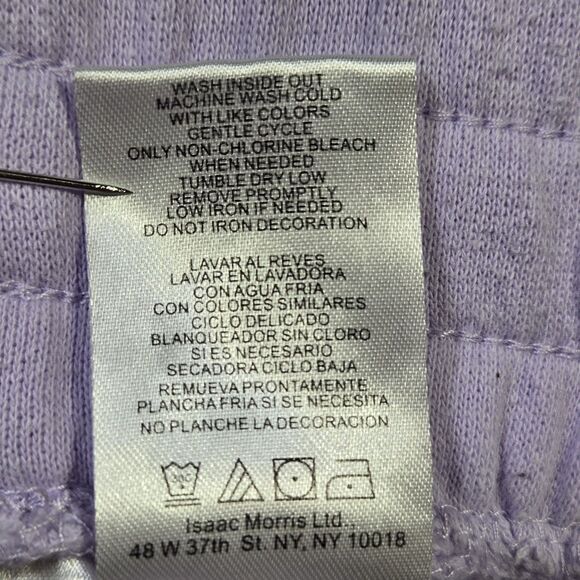 WASH INSIDE OUT
MACHINE WASH COLD
WITH LIKE COLORS
GENTLE CYCLE
ONLY NON-CHLORINE BLEACH
WHEN NEEDED
TUMBLE DRY LOW
REMOVE PROMPTLY
LOW IRON IF NEEDED
DO NOT IRON DECORATION
LAVAR AL REVES
LAVAR EN LAVADORA
CON AGUA FRIA
CON COLORES SIMILARES
CICLO DELICADO
BLANQUEADOR SIN CLORO
SI ES NECESARIO
SECADORA CICLO BAJA
REMUEVA PRONTAMENTE
PLANCHA FRIA SI SE NECESITA
NO PLANCHE LA DECORACION
Isaac Morris Ltd.,
48 W 37th St. NY, NY 10018